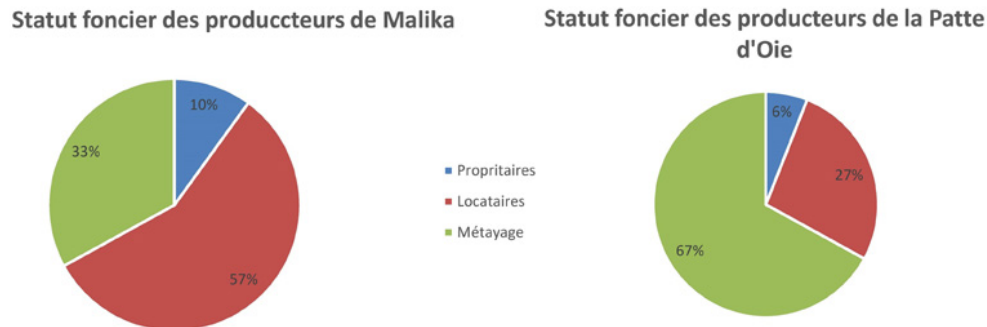 Statut foncier des produccteurs de Malika
10%
33%
57%
Propritaires
Locataires
Métayage
Statut foncier des producteurs de la Patte
d'Oie
6%
27%
67%